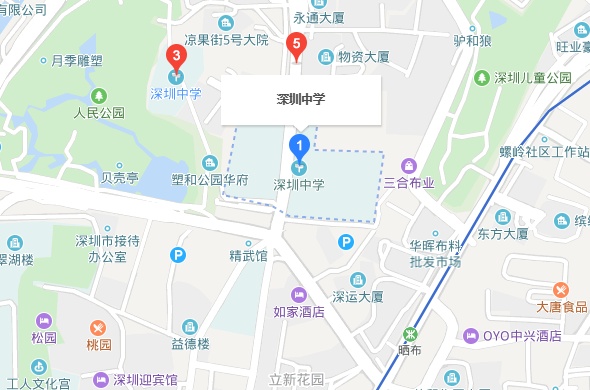 有限公司
永通大厦
凉果街5号大院
驴和狼
5
旺业豪
3
物资大厦
月季雕塑
深圳中学
深圳儿童公园
深圳中学
人民公园
1
螺岭社区工作站
贝壳亭
塑和公园华府
深圳中学
三合布业
深圳市接待
办公室
P
P
精武馆
华晖布料
批发市场
东方大厦
缤纷
翠湖楼
深运大厦
如家酒店
大唐食品
松园
桃园
益德楼
晒布
OYO中兴酒店
工人文化宫
深圳迎宾馆
立新花园